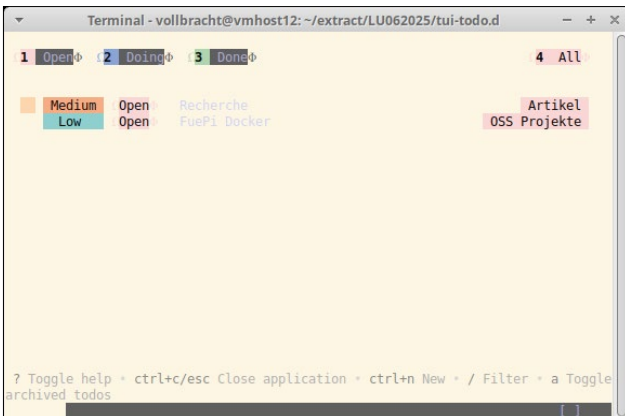 Terminal - vollbracht@vmhost12: ~/extract/LU062025/tui-todo.d
1 Open 2 Doing 3 Done 4 All
Medium Open Recherche Artikel
Low Open FuePi Docker OSS Projekte
? Toggle help • ctrl+c/esc Close application • ctrl+n New • / Filter • a Toggle
archived todos
[ ]